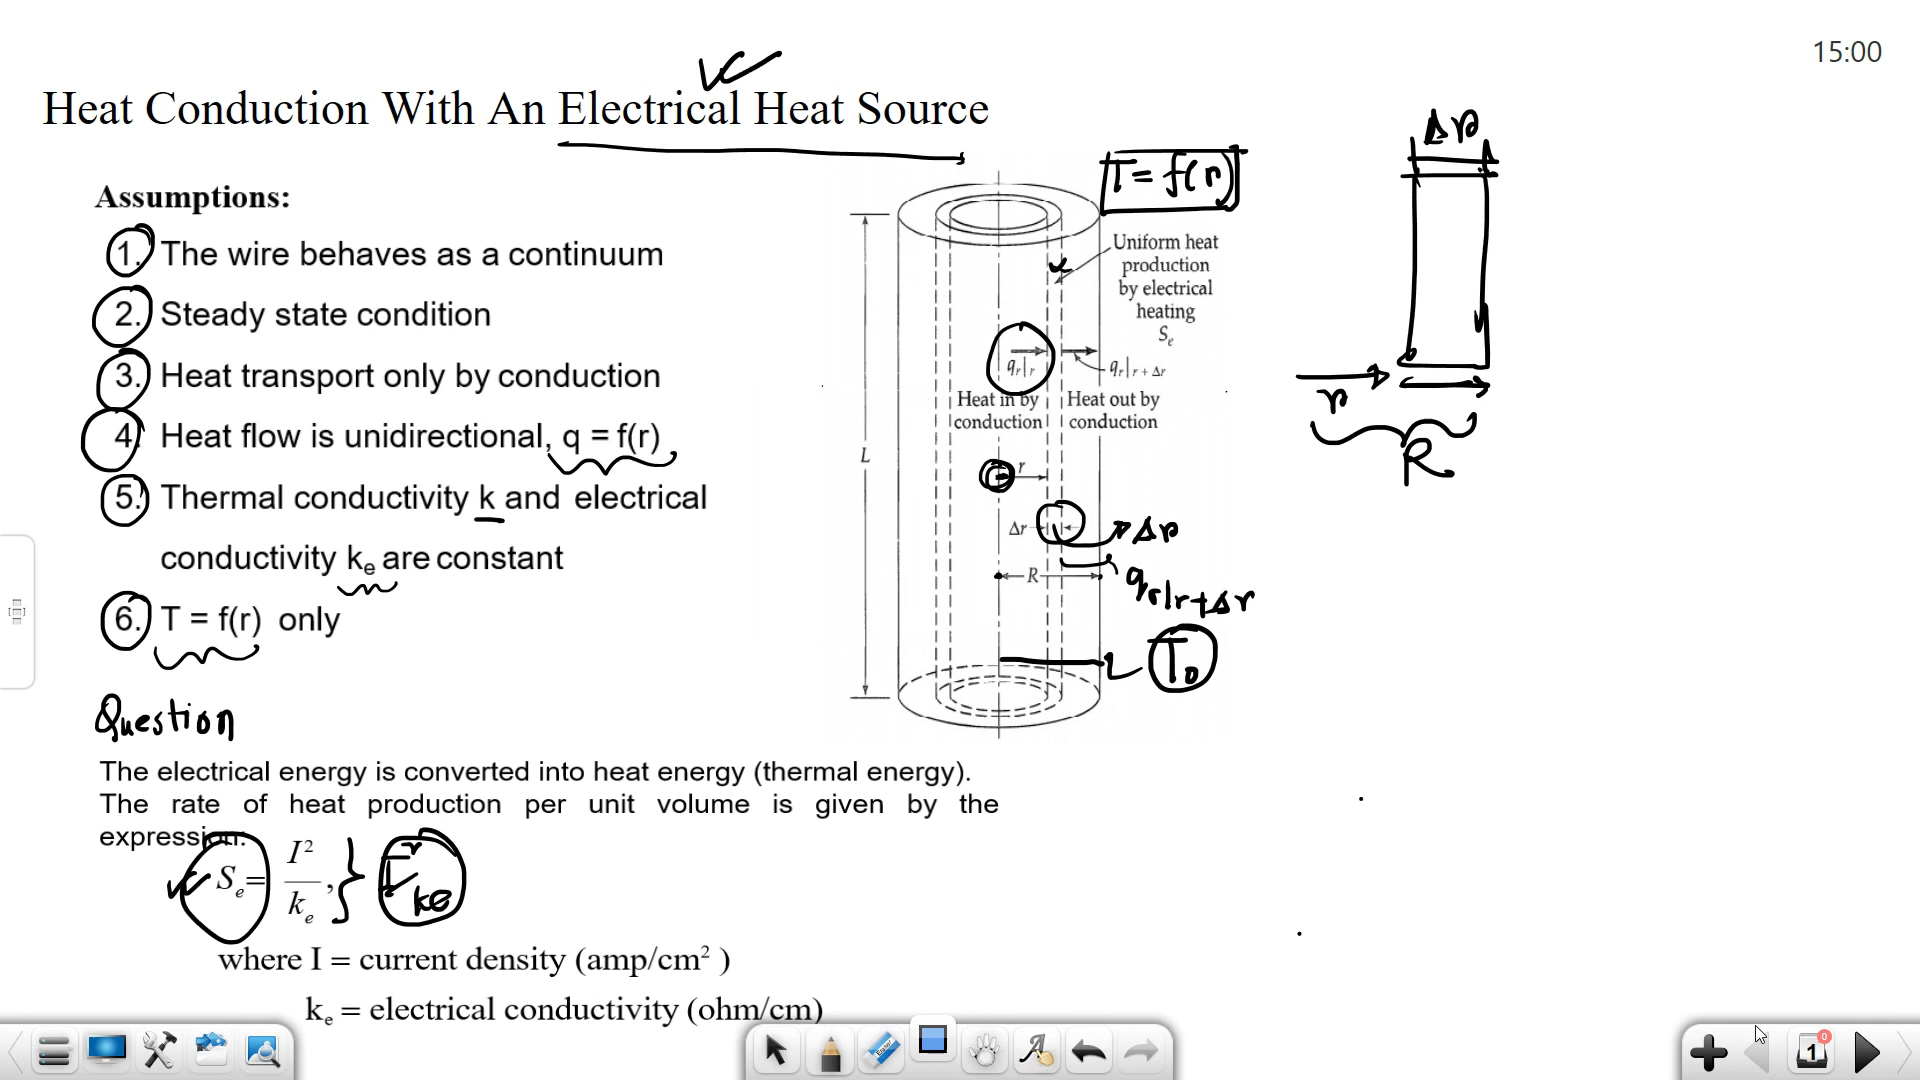 15:00
Heat Conduction With An Electrical Heat Source
Assumptions:
1. The wire behaves as a continuum
2. Steady state condition
3. Heat transport only by conduction
4. Heat flow is unidirectional, q = f(r)
5. Thermal conductivity k and electrical
conductivity kₑ are constant
6. T = f(r) only
Question
The electrical energy is converted into heat energy (thermal energy).
The rate of heat production per unit volume is given by the
expression:
Sₑ = I²/kₑ, } I²/ke
where I = current density (amp/cm²)
kₑ = electrical conductivity (ohm/cm)
T = f(r)
Uniform heat
production
by electrical
heating
Sₑ
qᵣ|ᵣ
qᵣ|ᵣ ₊ Δᵣ
Heat in by
conduction
Heat out by
conduction
L
r
Δr
Δr
R
qr|r+Δr
T₀
Δr
r
R
1
0